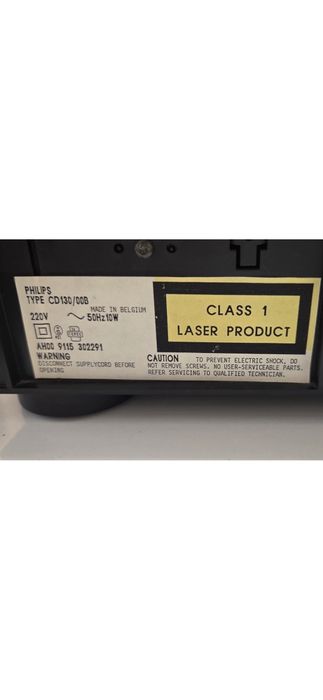 PHILIPS
TYPE CD130/00B
MADE IN BELGIUM
220V ~ 50Hz 10W
AH00 9115 302291
WARNING
DISCONNECT SUPPLYCORD BEFORE
OPENING
CLASS 1
LASER PRODUCT
CAUTION TO PREVENT ELECTRIC SHOCK, DO
NOT REMOVE SCREWS. NO USER-SERVICEABLE PARTS.
REFER SERVICING TO QUALIFIED TECHNICIAN.